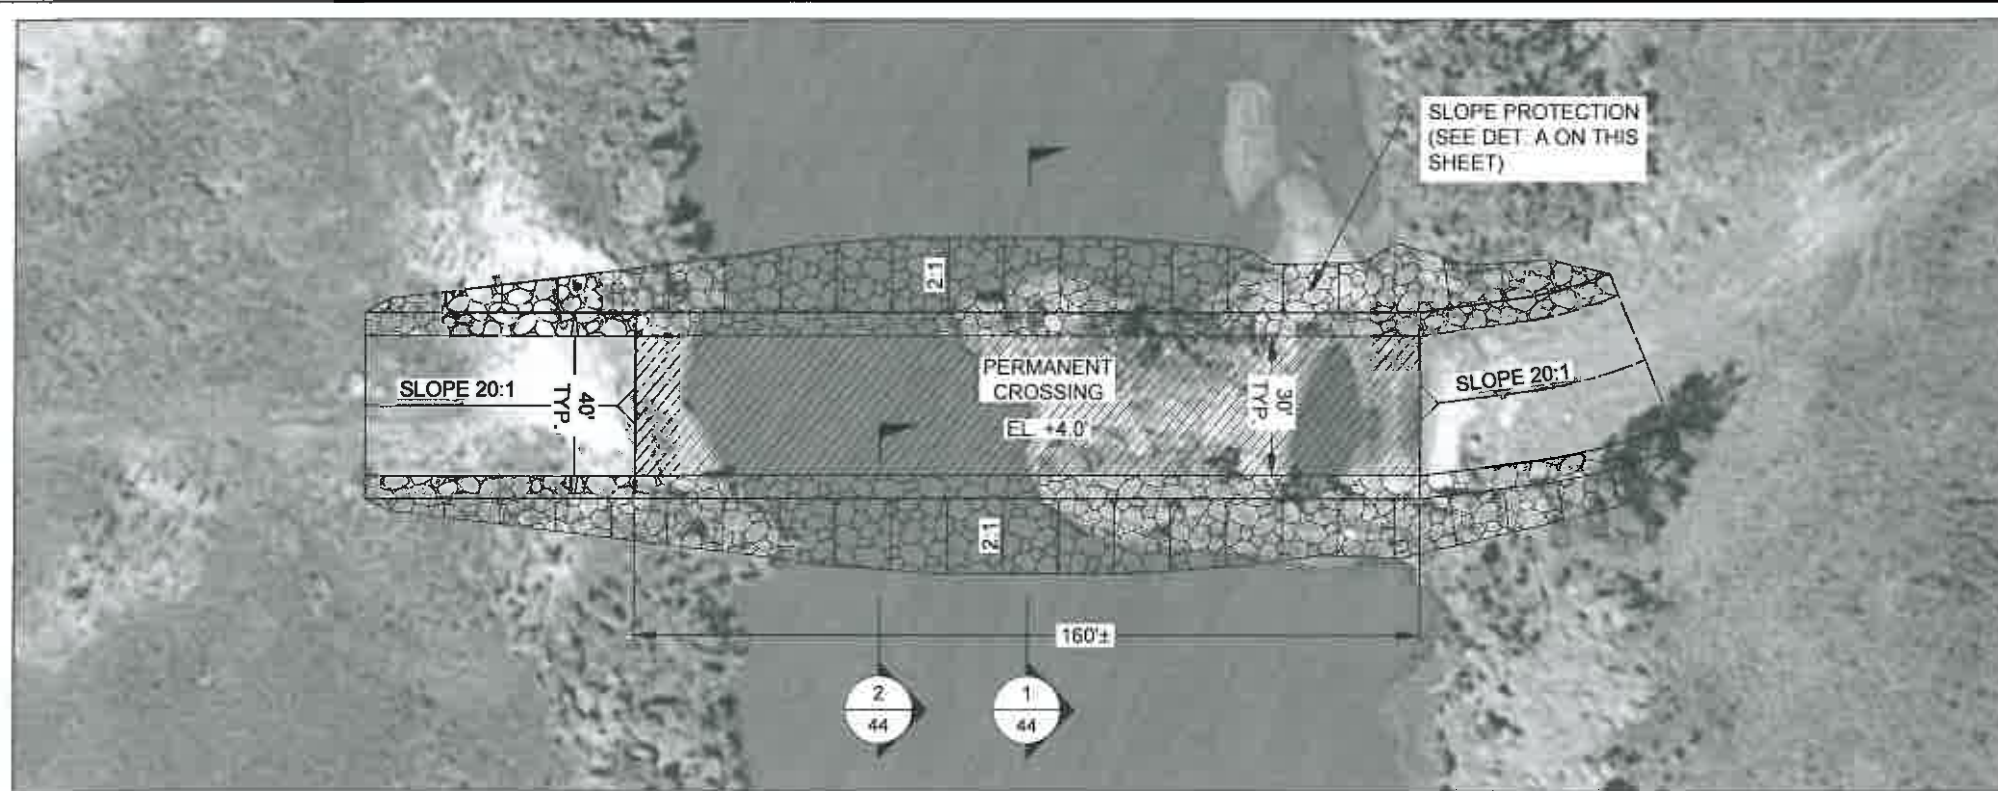 SLOPE PROTECTION
(SEE DET. A ON THIS
SHEET)
2:1
PERMANENT
CROSSING
EL. +4.0'
SLOPE 20:1
40'
TYP.
30'
TYP.
SLOPE 20:1
2:1
160'±
2
44
1
44